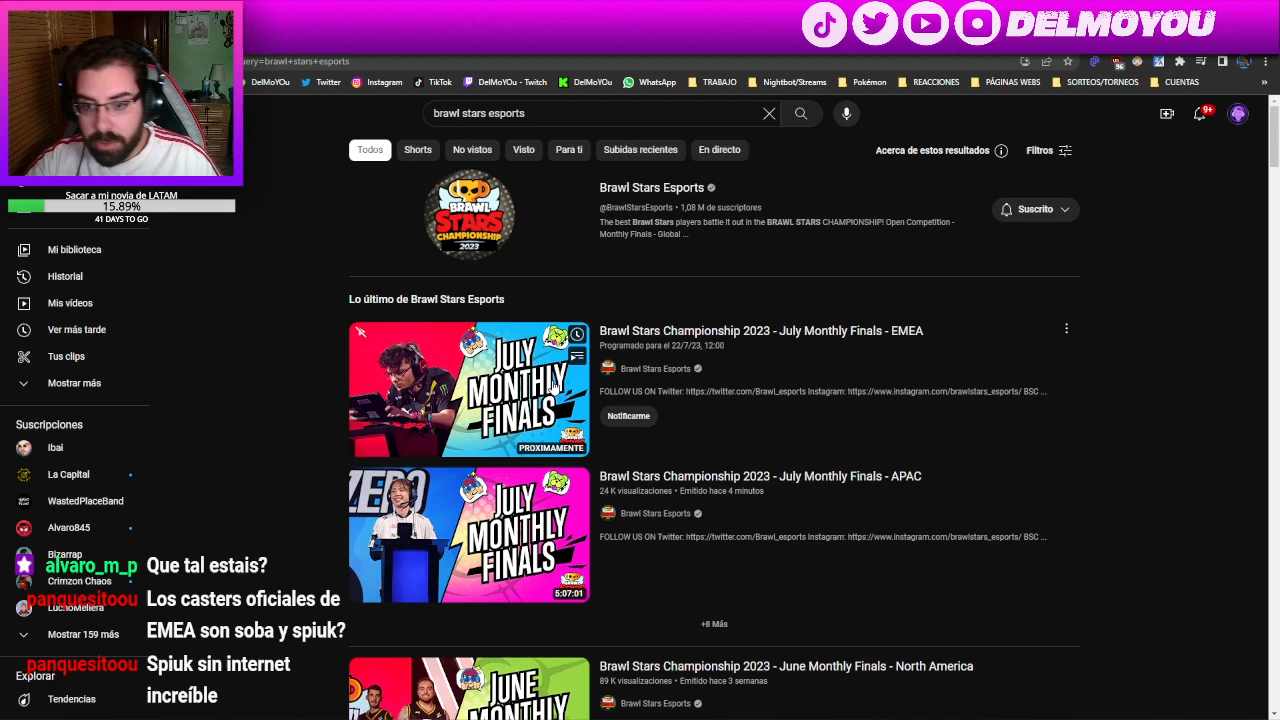 DELMOYOU
query=brawl+stars+esports
DelMoYOu
Twitter
Instagram
TikTok
DelMoYOu - Twitch
DelMoYOu
WhatsApp
TRABAJO
Nightbot/Streams
Pokémon
REACCIONES
PÁGINAS WEBS
SORTEOS/TORNEOS
CUENTAS
»
brawl stars esports
9+
Todos
Shorts
No vistos
Visto
Para ti
Subidas recientes
En directo
Acerca de estos resultados
Filtros
Sacar a mi novia de LATAM
15.89%
41 DAYS TO GO
Mi biblioteca
Historial
Mis vídeos
Ver más tarde
Tus clips
Mostrar más
Suscripciones
Ibai
La Capital
WastedPlaceBand
Alvaro845
Bizarrap
Crimzon Chaos
LuchoMellera
Mostrar 159 más
Explorar
Tendencias
alvaro_m_p Que tal estais?
panquesitoou Los casters oficiales de
EMEA son soba y spiuk?
panquesitoou Spiuk sin internet
increíble
BRAWL
STARS
CHAMPIONSHIP
2023
Brawl Stars Esports
@BrawlStarsEsports • 1,08 M de suscriptores
The best Brawl Stars players battle it out in the BRAWL STARS CHAMPIONSHIP! Open Competition -
Monthly Finals - Global ...
Suscrito
Lo último de Brawl Stars Esports
JULY
MONTHLY
FINALS
PROXIMAMENTE
Brawl Stars Championship 2023 - July Monthly Finals - EMEA
Programado para el 22/7/23, 12:00
Brawl Stars Esports
FOLLOW US ON Twitter: https://twitter.com/Brawl_esports Instagram: https://www.instagram.com/brawlstars_esports/ BSC ...
Notificarme
ZERO
JULY
MONTHLY
FINALS
5:07:01
Brawl Stars Championship 2023 - July Monthly Finals - APAC
24 K visualizaciones • Emitido hace 4 minutos
Brawl Stars Esports
FOLLOW US ON Twitter: https://twitter.com/Brawl_esports Instagram: https://www.instagram.com/brawlstars_esports/ BSC ...
+8 Más
JUNE
MONTHLY
Brawl Stars Championship 2023 - June Monthly Finals - North America
89 K visualizaciones • Emitido hace 3 semanas
Brawl Stars Esports